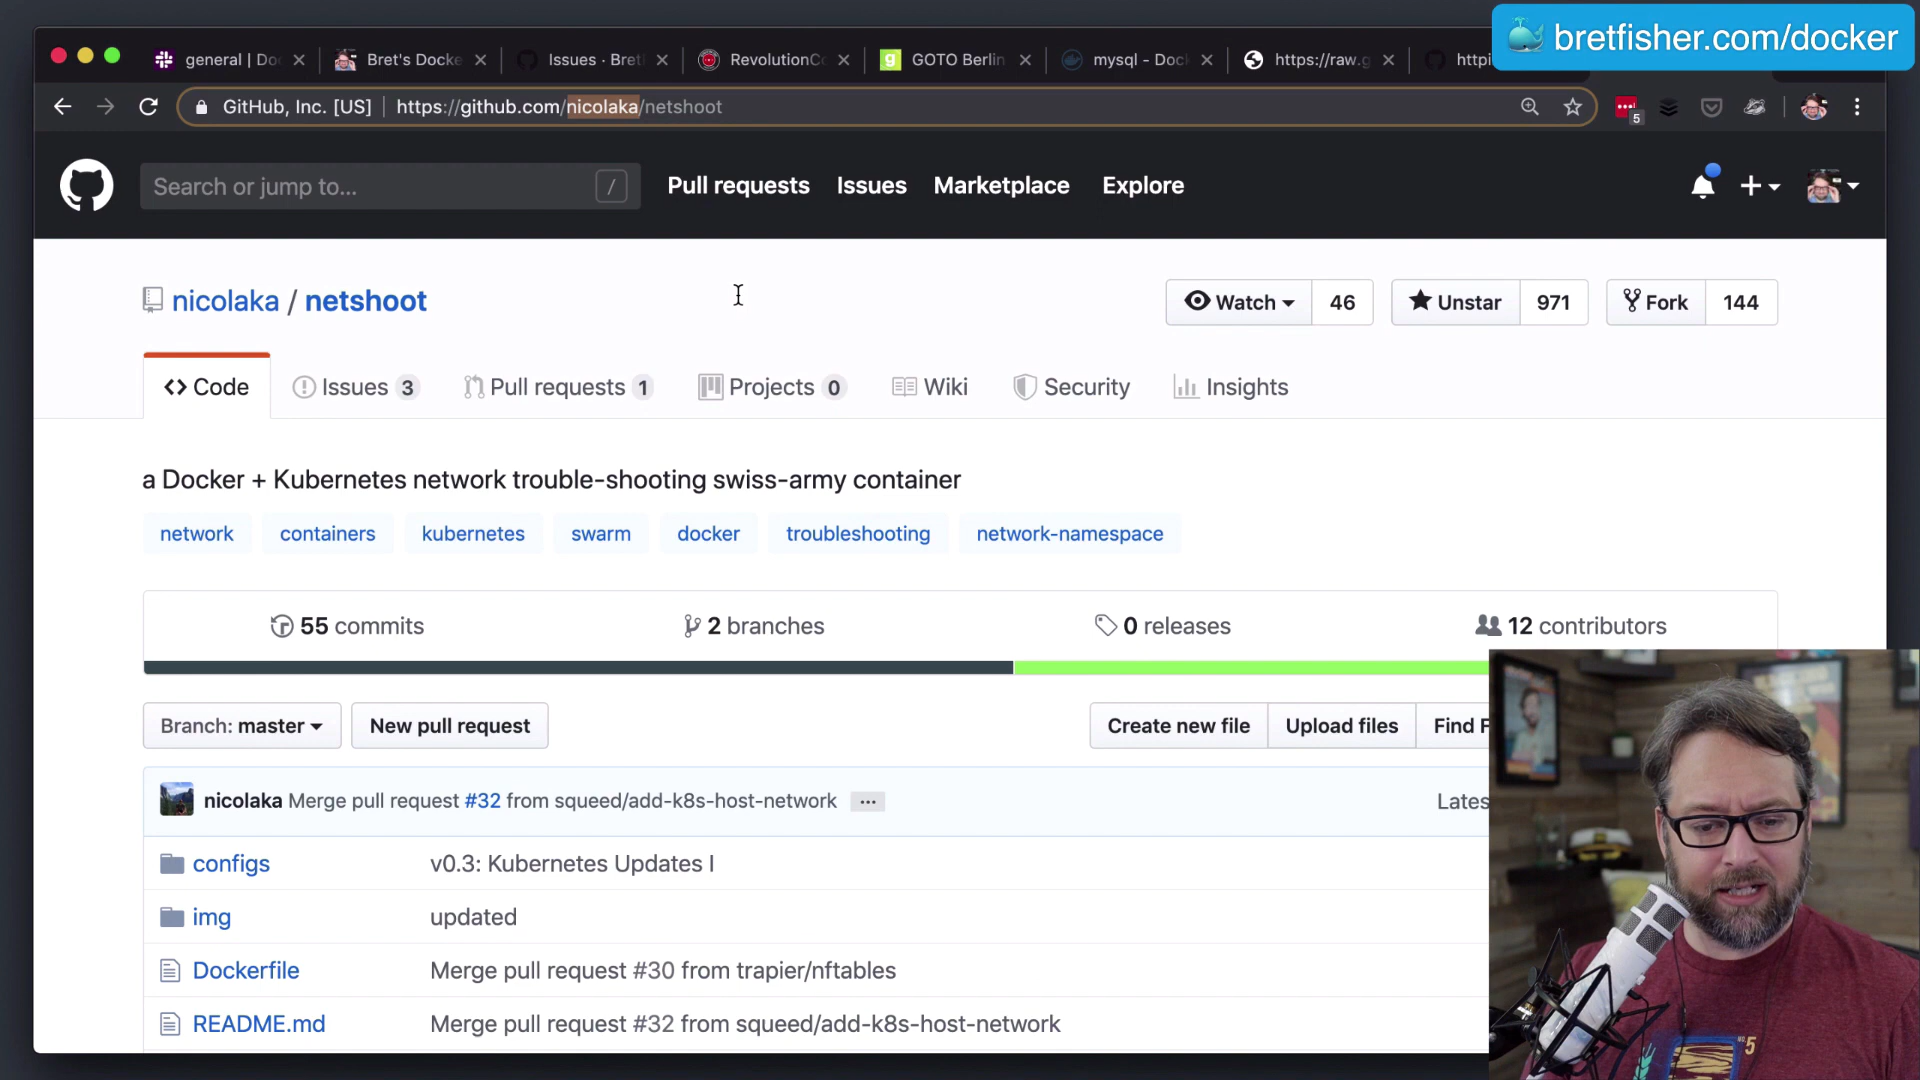 bretfisher.com/docker
general | Do
Bret's Docke
Issues · Bret
RevolutionC
GOTO Berlin
mysql - Doc
https://raw.g
httpi
GitHub, Inc. [US] https://github.com/nicolaka/netshoot
5
Search or jump to...
/
Pull requests
Issues
Marketplace
Explore
nicolaka / netshoot
Watch 46
Unstar 971
Fork 144
Code
Issues 3
Pull requests 1
Projects 0
Wiki
Security
Insights
a Docker + Kubernetes network trouble-shooting swiss-army container
network containers kubernetes swarm docker troubleshooting network-namespace
55 commits
2 branches
0 releases
12 contributors
Branch: master
New pull request
Create new file
Upload files
Find F
nicolaka Merge pull request #32 from squeed/add-k8s-host-network ...
Lates
configs v0.3: Kubernetes Updates I
img updated
Dockerfile Merge pull request #30 from trapier/nftables
README.md Merge pull request #32 from squeed/add-k8s-host-network